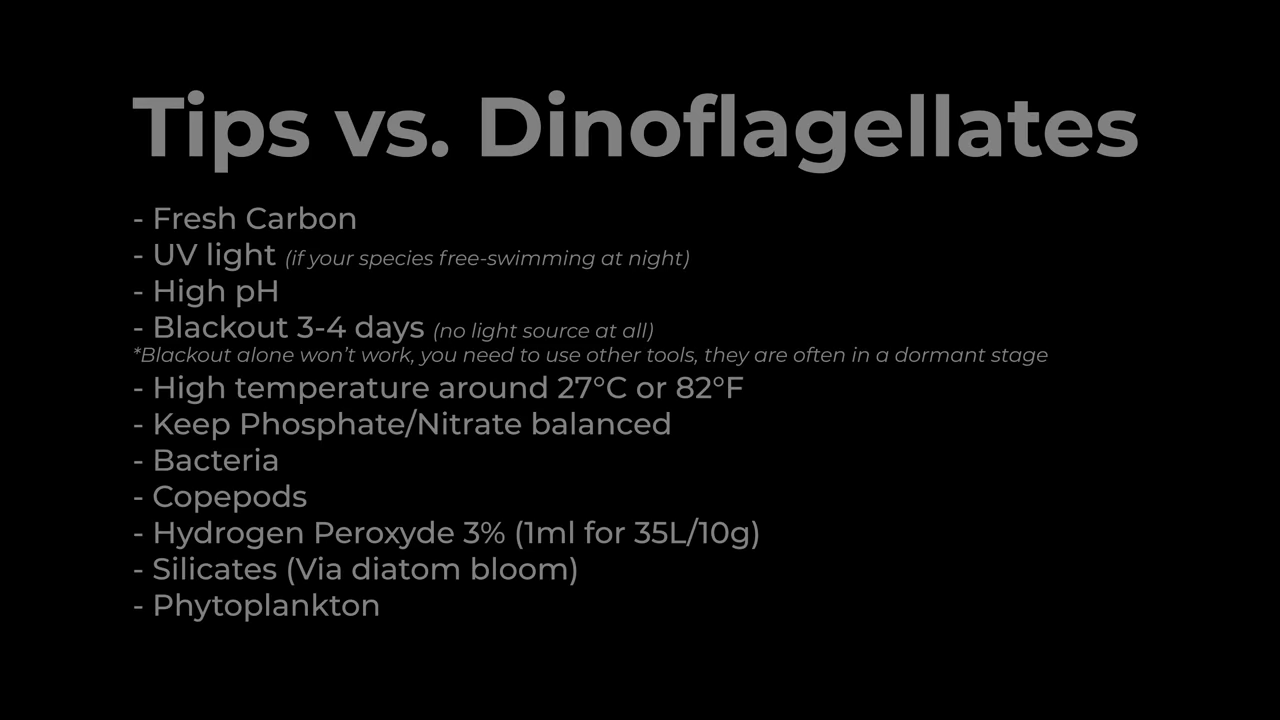 Tips vs. Dinoflagellates
- Fresh Carbon
- UV light (if your species free-swimming at night)
- High pH
- Blackout 3-4 days (no light source at all)
*Blackout alone won't work, you need to use other tools, they are often in a dormant stage
- High temperature around 27°C or 82°F
- Keep Phosphate/Nitrate balanced
- Bacteria
- Copepods
- Hydrogen Peroxyde 3% (1ml for 35L/10g)
- Silicates (Via diatom bloom)
- Phytoplankton